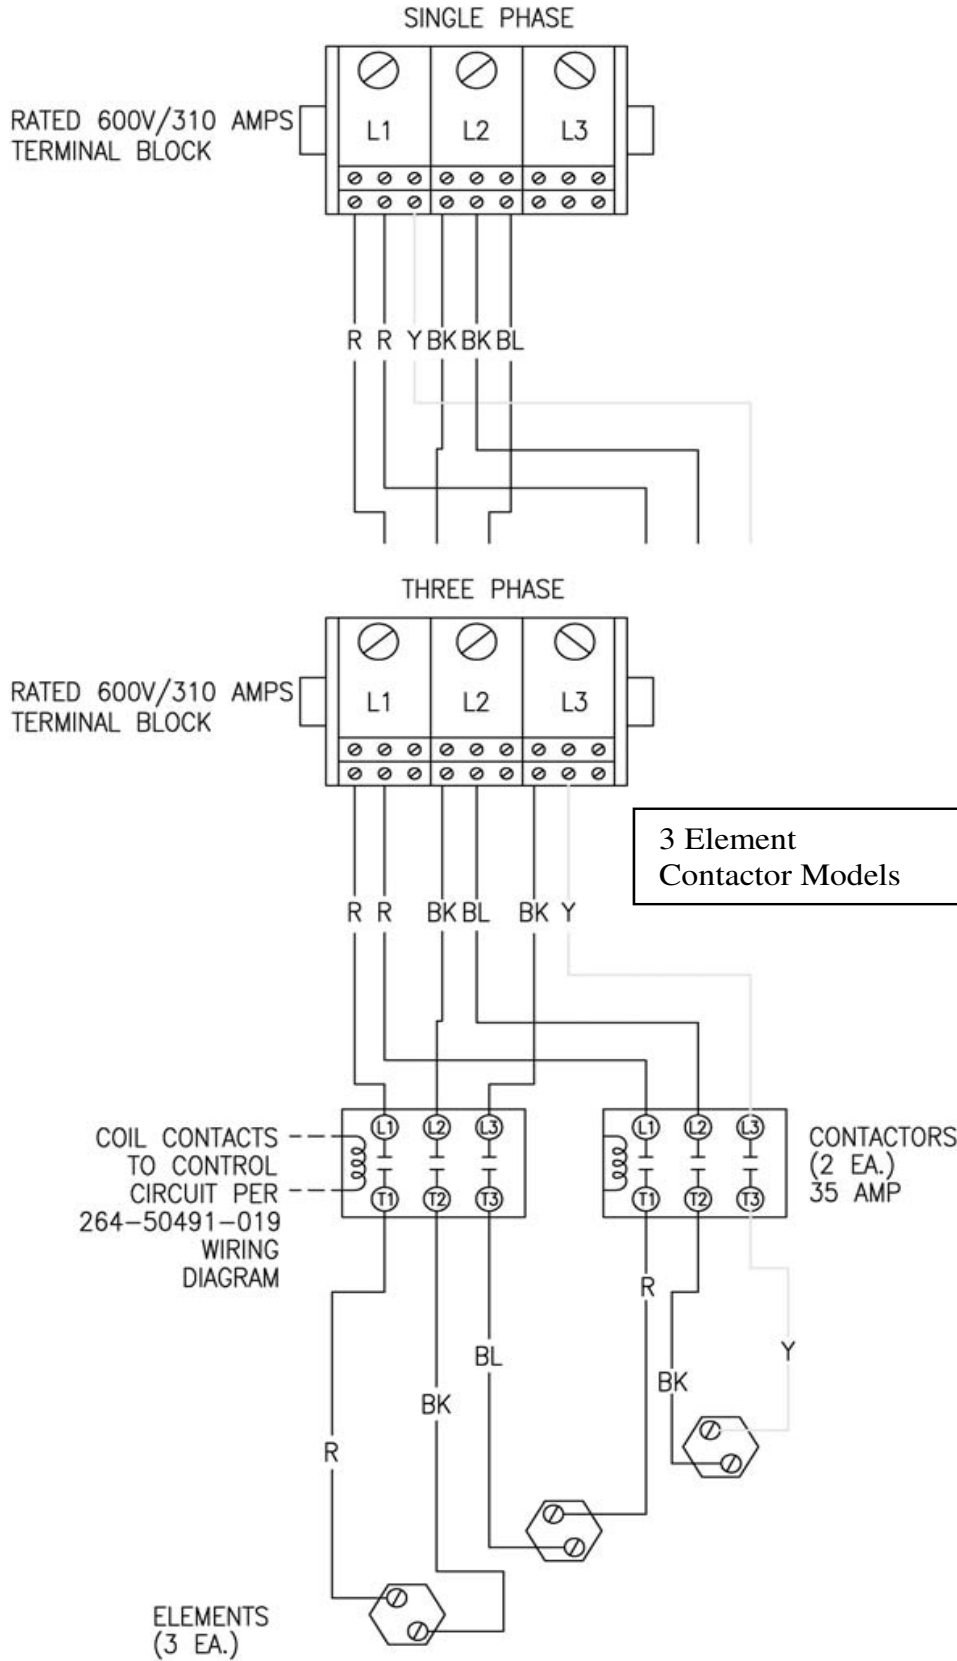 SINGLE PHASE
RATED 600V/310 AMPS
TERMINAL BLOCK
L1 L2 L3
R R Y BK BK BL
THREE PHASE
RATED 600V/310 AMPS
TERMINAL BLOCK
L1 L2 L3
3 Element
Contactor Models
R R BK BL BK Y
L1 L2 L3 L1 L2 L3
COIL CONTACTS
TO CONTROL
CIRCUIT PER
264-50491-019
WIRING
DIAGRAM
T1 T2 T3 T1 T2 T3
CONTACTORS
(2 EA.)
35 AMP
R
BL
Y
BK
BK
R
ELEMENTS
(3 EA.)